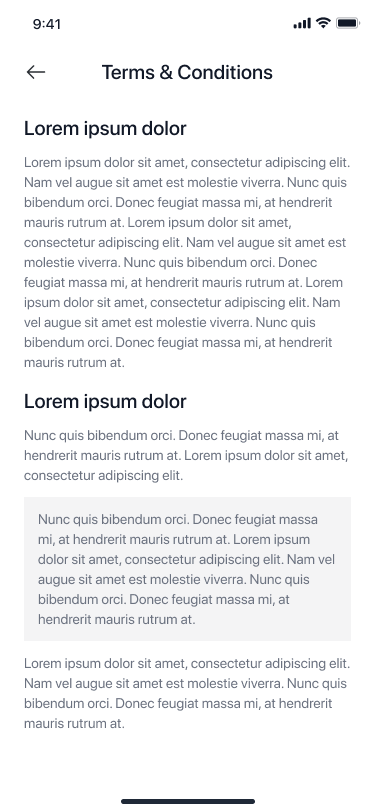 9:41
Terms & Conditions
Lorem ipsum dolor
Lorem ipsum dolor sit amet, consectetur adipiscing elit.
Nam vel augue sit amet est molestie viverra. Nunc quis
bibendum orci. Donec feugiat massa mi, at hendrerit
mauris rutrum at. Lorem ipsum dolor sit amet,
consectetur adipiscing elit. Nam vel augue sit amet est
molestie viverra. Nunc quis bibendum orci. Donec
feugiat massa mi, at hendrerit mauris rutrum at. Lorem
ipsum dolor sit amet, consectetur adipiscing elit. Nam
vel augue sit amet est molestie viverra. Nunc quis
bibendum orci. Donec feugiat massa mi, at hendrerit
mauris rutrum at.
Lorem ipsum dolor
Nunc quis bibendum orci. Donec feugiat massa mi, at
hendrerit mauris rutrum at. Lorem ipsum dolor sit amet,
consectetur adipiscing elit.
Nunc quis bibendum orci. Donec feugiat massa
mi, at hendrerit mauris rutrum at. Lorem ipsum
dolor sit amet, consectetur adipiscing elit. Nam vel
augue sit amet est molestie viverra. Nunc quis
bibendum orci. Donec feugiat massa mi, at
hendrerit mauris rutrum at.
Lorem ipsum dolor sit amet, consectetur adipiscing elit.
Nam vel augue sit amet est molestie viverra. Nunc quis
bibendum orci. Donec feugiat massa mi, at hendrerit
mauris rutrum at.